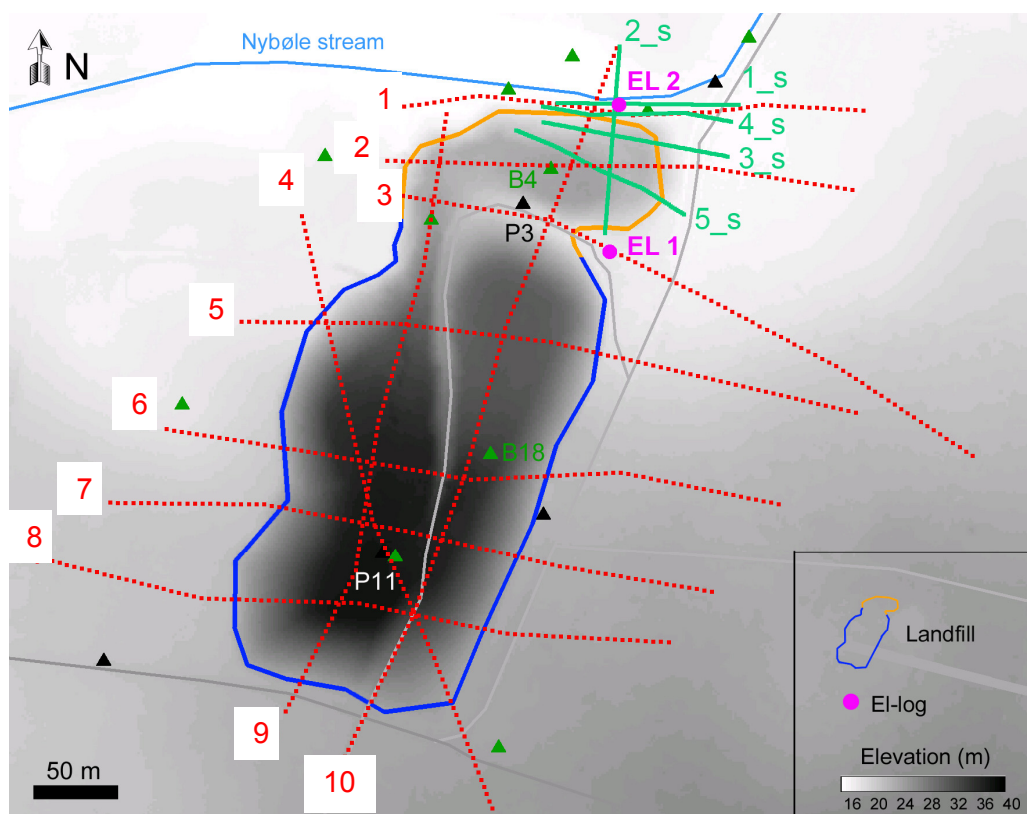 2_s
Nybøle stream
N
EL 2
1_s
1
4_s
2
3_s
4
B4
3
5_s
P3
EL 1
5
6
B18
7
8
P11
Landfill
El-log
9
Elevation (m)
10
50 m
16 20 24 28 32 36 40